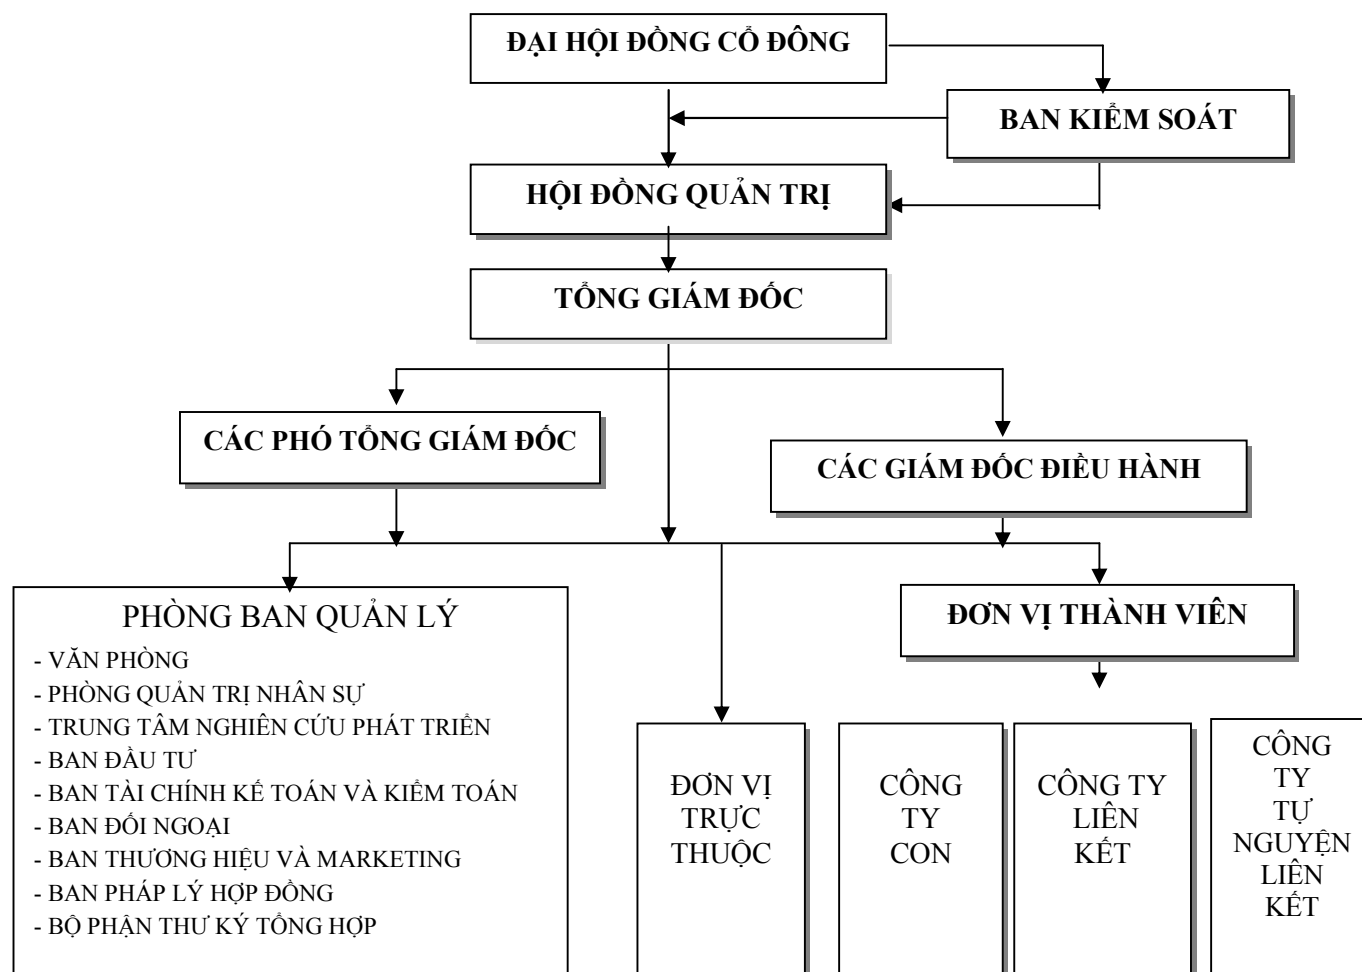 ĐẠI HỘI ĐỒNG CỔ ĐÔNG
BAN KIỂM SOÁT
HỘI ĐỒNG QUẢN TRỊ
TỔNG GIÁM ĐỐC
CÁC PHÓ TỔNG GIÁM ĐỐC
CÁC GIÁM ĐỐC ĐIỀU HÀNH
PHÒNG BAN QUẢN LÝ
- VĂN PHÒNG
- PHÒNG QUẢN TRỊ NHÂN SỰ
- TRUNG TÂM NGHIÊN CỨU PHÁT TRIỂN
- BAN ĐẦU TƯ
- BAN TÀI CHÍNH KẾ TOÁN VÀ KIỂM TOÁN
- BAN ĐỐI NGOẠI
- BAN THƯƠNG HIỆU VÀ MARKETING
- BAN PHÁP LÝ HỢP ĐỒNG
- BỘ PHẬN THƯ KÝ TỔNG HỢP
ĐƠN VỊ THÀNH VIÊN
ĐƠN VỊ
TRỰC
THUỘC
CÔNG
TY
CON
CÔNG TY
LIÊN
KẾT
CÔNG
TY
TỰ
NGUYỆN
LIÊN
KẾT